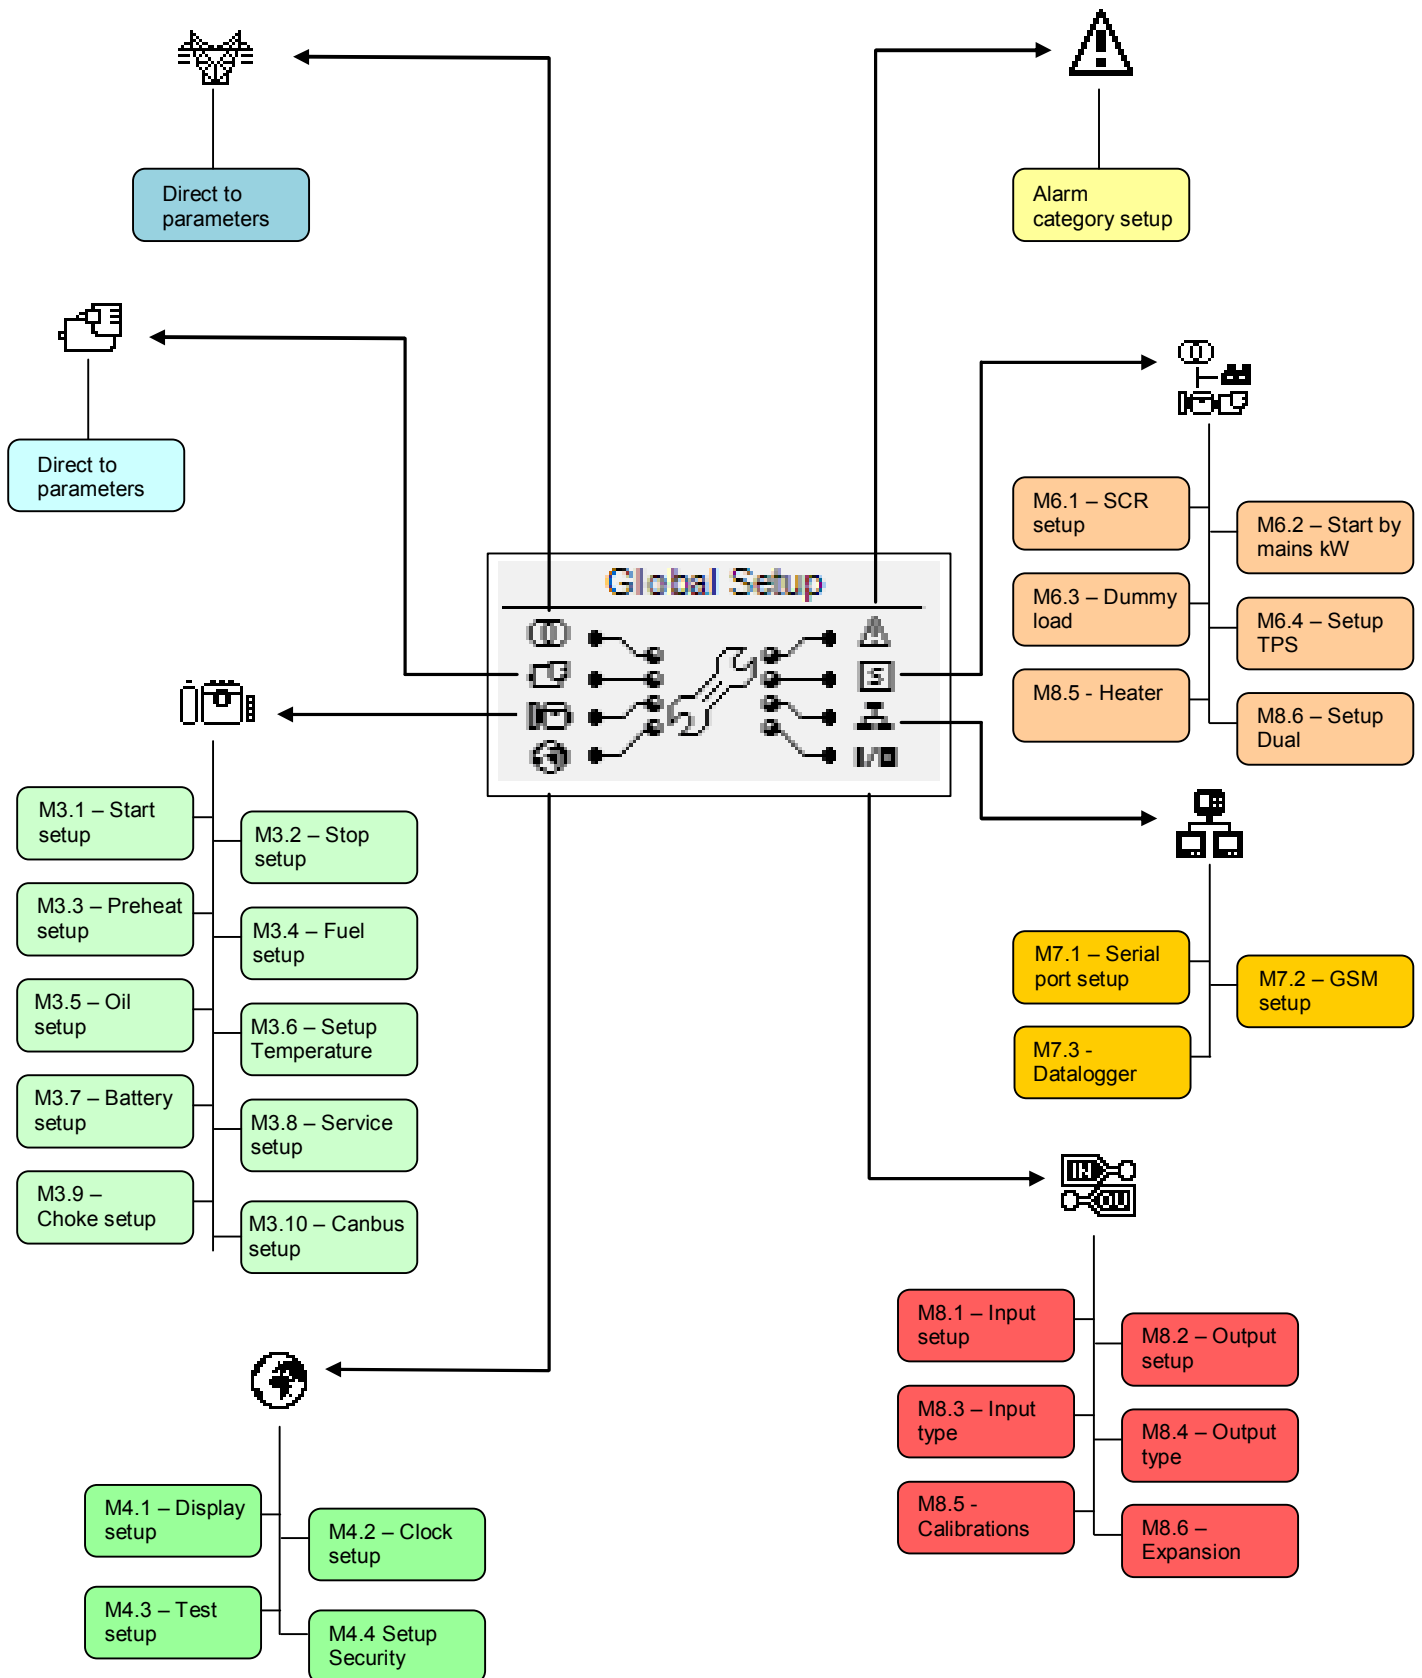 Direct to
parameters
Alarm
category setup
Direct to
parameters
Global Setup
M6.1 – SCR
setup
M6.2 – Start by
mains kW
M6.3 – Dummy
load
M6.4 – Setup
TPS
M8.5 - Heater
M8.6 – Setup
Dual
S
I/
M3.1 – Start
setup
M3.2 – Stop
setup
M3.3 – Preheat
setup
M3.4 – Fuel
setup
M3.5 – Oil
setup
M3.6 – Setup
Temperature
M3.7 – Battery
setup
M3.8 – Service
setup
M3.9 –
Choke setup
M3.10 – Canbus
setup
M7.1 – Serial
port setup
M7.2 – GSM
setup
M7.3 -
Datalogger
IN
OU
M8.1 – Input
setup
M8.2 – Output
setup
M8.3 – Input
type
M8.4 – Output
type
M8.5 -
Calibrations
M8.6 –
Expansion
M4.1 – Display
setup
M4.2 – Clock
setup
M4.3 – Test
setup
M4.4 Setup
Security